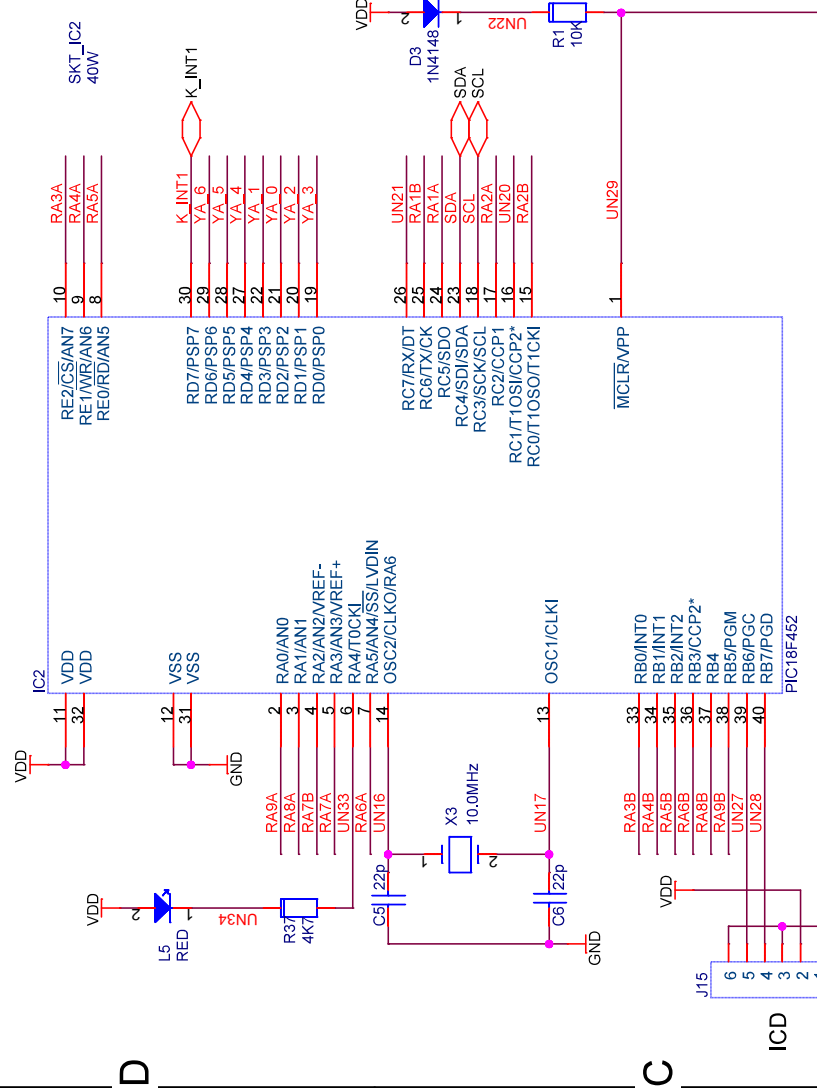 SKT_IC2
40W
RA3A
RA4A
RA5A
10
9
8
RE2/CS/AN7
RE1/WR/AN6
RE0/RD/AN5
K_INT1
K_INT1
YA_6
YA_5
YA_4
YA_1
YA_0
YA_2
YA_3
30
29
28
27
22
21
20
19
RD7/PSP7
RD6/PSP6
RD5/PSP5
RD4/PSP4
RD3/PSP3
RD2/PSP2
RD1/PSP1
RD0/PSP0
SDA
SCL
UN21
RA1B
RA1A
SDA
SCL
RA2A
UN20
RA2B
26
25
24
23
18
17
16
15
RC7/RX/DT
RC6/TX/CK
RC5/SDO
RC4/SDI/SDA
RC3/SCK/SCL
RC2/CCP1
RC1/T1OSI/CCP2*
RC0/T1OSO/T1CKI
VDD
2
D3
1N4148
1
UN22
R1
10K
UN29
1
MCLR/VPP
IC2
VDD
VDD
VSS
VSS
11
32
12
31
VDD
GND
RA0/AN0
RA1/AN1
RA2/AN2/VREF-
RA3/AN3/VREF+
RA4/T0CKI
RA5/AN4/SS/LVDIN
OSC2/CLKO/RA6
OSC1/CLKI
2
3
4
5
6
7
14
13
RA9A
RA8A
RA7B
RA7A
UN33
RA6A
UN16
UN17
VDD
2
L5
RED
1
UN34
R37
4K7
C5
22p
X3
10.0MHz
1
2
C6
22p
GND
RB0/INT0
RB1/INT1
RB2/INT2
RB3/CCP2*
RB4
RB5/PGM
RB6/PGC
RB7/PGD
PIC18F452
33
34
35
36
37
38
39
40
RA3B
RA4B
RA5B
RA6B
RA8B
RA9B
UN27
UN28
VDD
J15
6
5
4
3
2
1
ICD
D
C